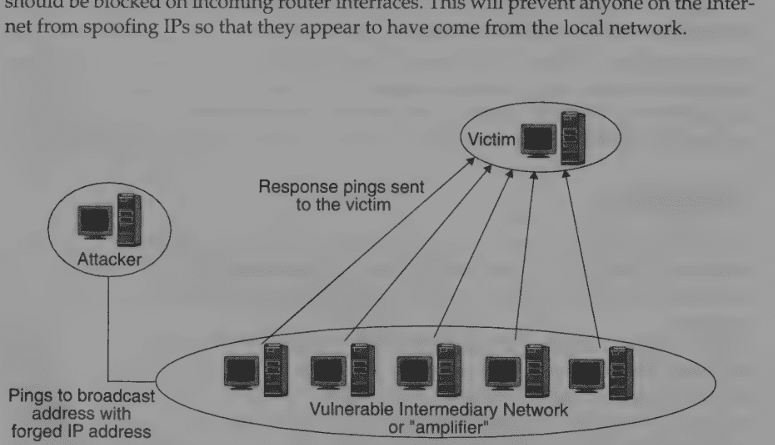 should be blocked on incoming router interfaces. This will prevent anyone on the Inter-
net from spoofing IPs so that they appear to have come from the local network.
Victim
Response pings sent
to the victim
Attacker
Pings to broadcast
address with
forged IP address
Vulnerable Intermediary Network
or "amplifier"